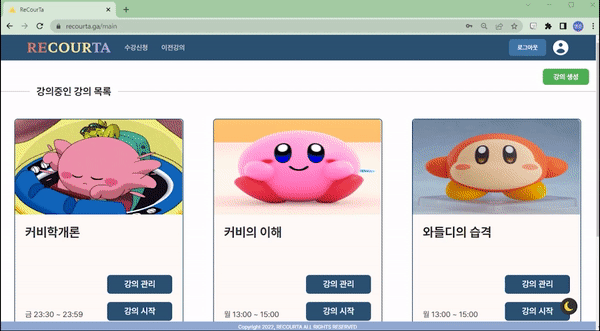 ReCourTa
recourta.ga/main
RECOURTA 수강신청 이전강의 로그아웃
강의 생성
강의중인 강의 목록
커비학개론 커비의 이해 와들디의 습격
강의 관리 강의 관리 강의 관리
금 23:30 ~ 23:59 강의 시작 월 13:00 ~ 15:00 강의 시작 월 13:00 ~ 15:00 강의 시작
Copyright 2022, RECOURTA ALL RIGHTS RESERVED